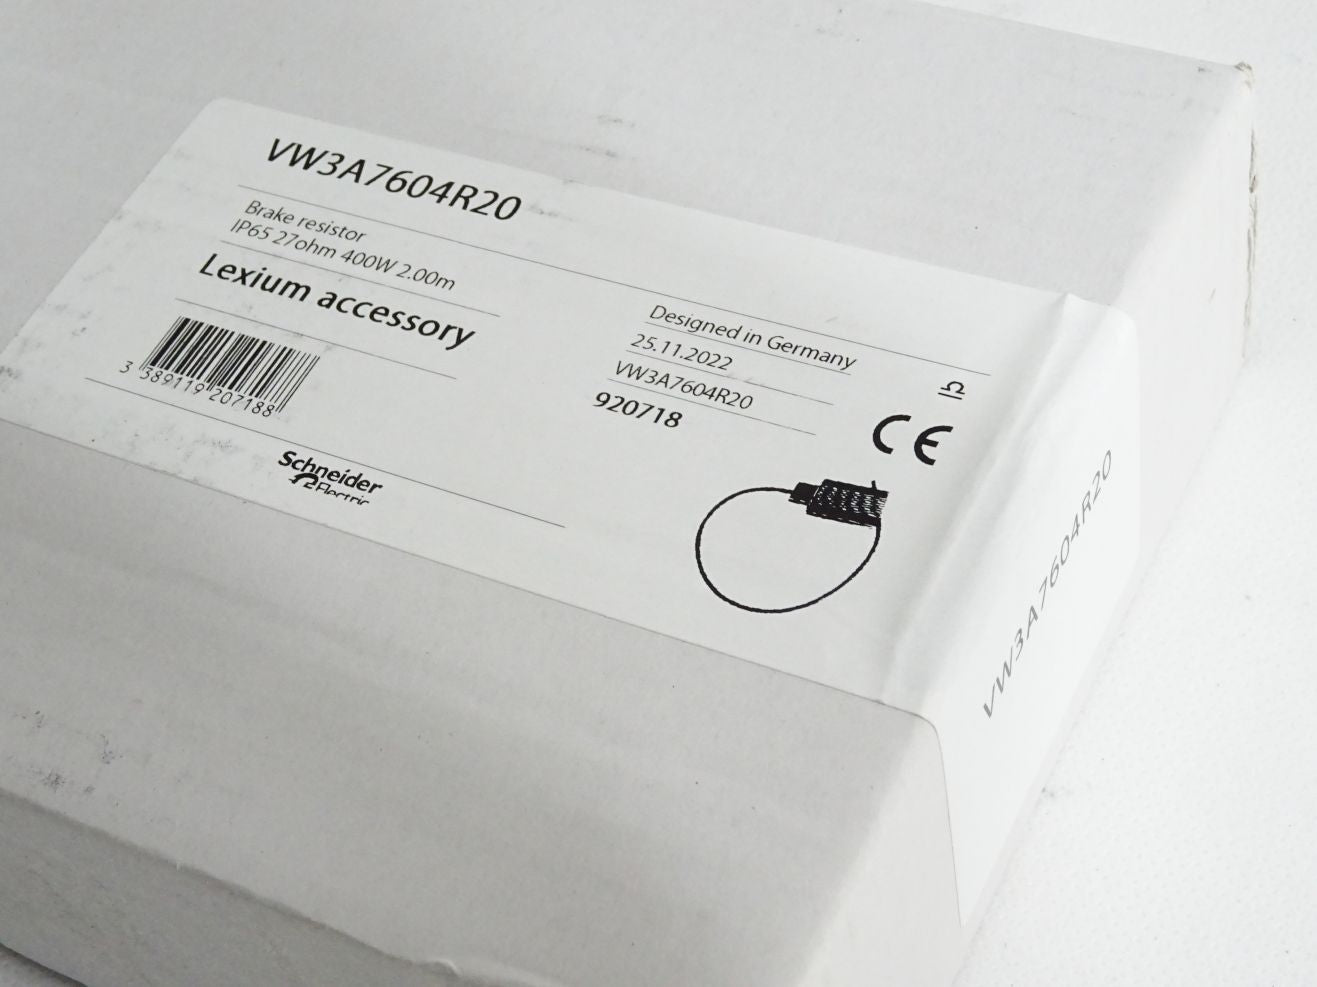 VW3A7604R20
Brake resistor
IP65 27ohm 400W 2.00m
Lexium accessory
3 389119 207188
Schneider
Electric
Designed in Germany
25.11.2022
VW3A7604R20
920718
CE
VW3A7604R20